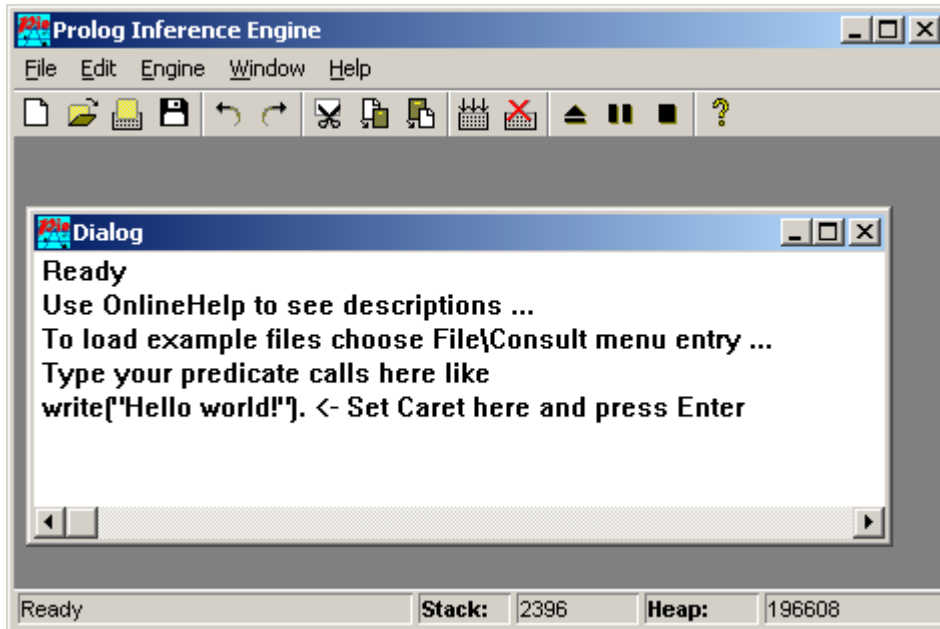 Prolog Inference Engine
File Edit Engine Window Help
Dialog
Ready
Use OnlineHelp to see descriptions ...
To load example files choose File\Consult menu entry ...
Type your predicate calls here like
write("Hello world!"). <- Set Caret here and press Enter
Ready Stack: 2396 Heap: 196608